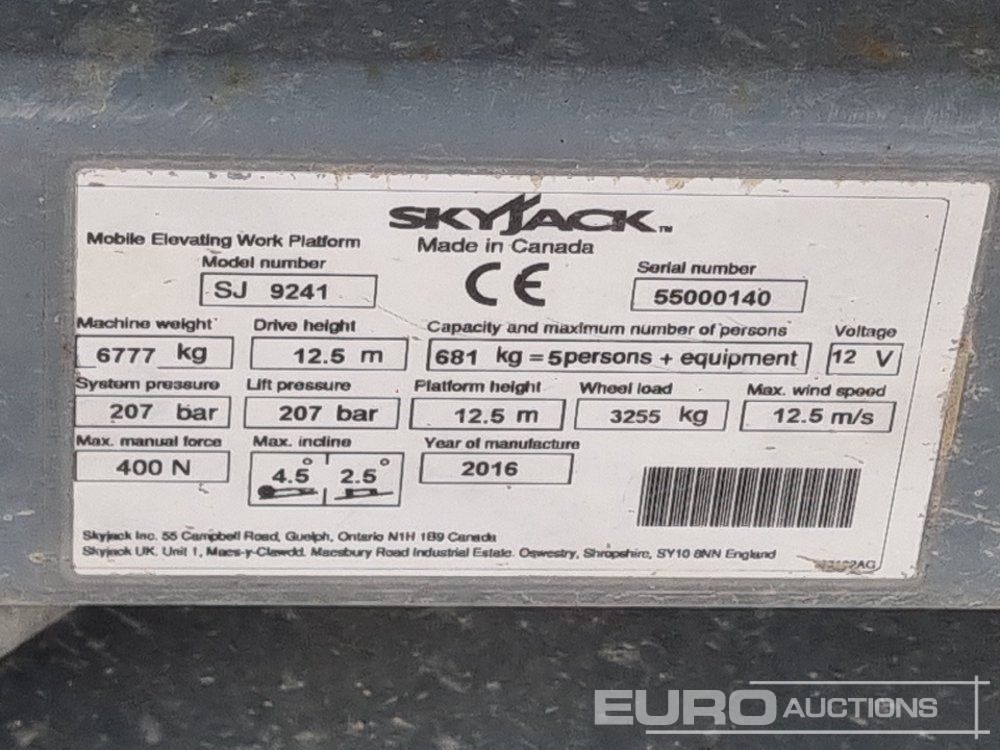 SKYJACK™
Mobile Elevating Work Platform
Made in Canada
Model number
SJ 9241
CE
Serial number
55000140
Machine weight
6777 kg
Drive height
12.5 m
Capacity and maximum number of persons
681 kg = 5persons + equipment
Voltage
12 V
System pressure
207 bar
Lift pressure
207 bar
Platform height
12.5 m
Wheel load
3255 kg
Max. wind speed
12.5 m/s
Max. manual force
400 N
Max. incline
4.5° 2.5°
Year of manufacture
2016
Skyjack Inc. 55 Campbell Road, Guelph, Ontario N1H 1B9 Canada
Skyjack UK. Unit 1, Maes-y-Clawdd. Maesbury Road Industrial Estate. Oswestry, Shropshire, SY10 8NN England
EURO AUCTIONS